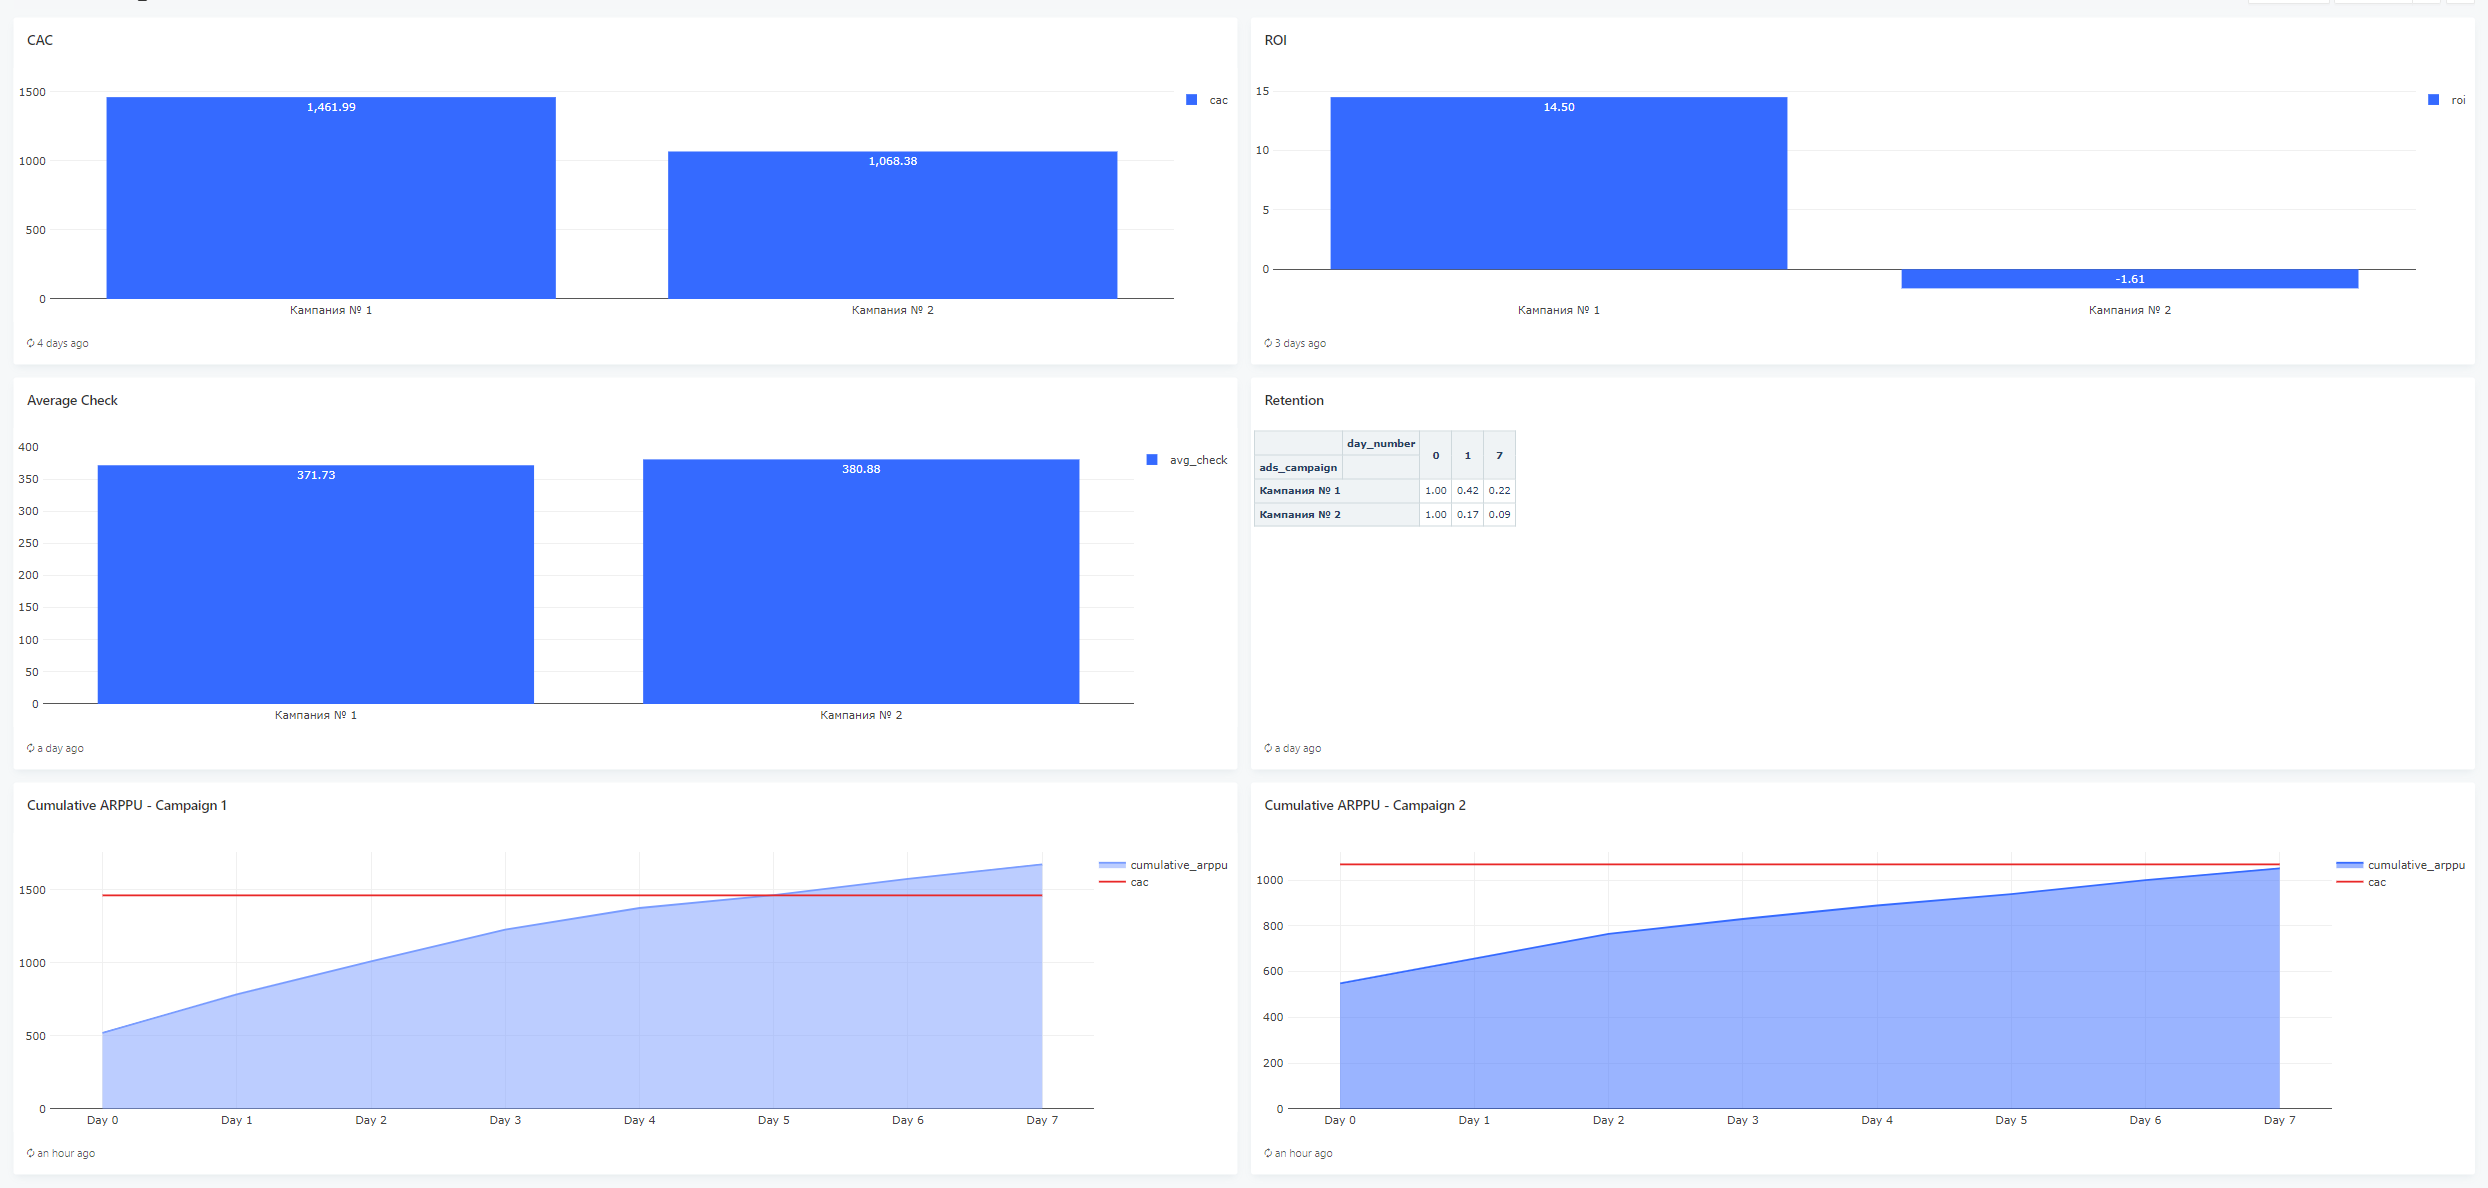 CAC
1500
1000
500
0
1,461.99
1,068.38
cac
Кампания № 1
Кампания № 2
4 days ago
ROI
15
10
5
0
14.50
-1.61
roi
Кампания № 1
Кампания № 2
3 days ago
Average Check
400
350
300
250
200
150
100
50
0
371.73
380.88
avg_check
Кампания № 1
Кампания № 2
a day ago
Retention
day_number 0 1 7
ads_campaign
Кампания № 1 1.00 0.42 0.22
Кампания № 2 1.00 0.17 0.09
a day ago
Cumulative ARPPU - Campaign 1
1500
1000
500
0
cumulative_arppu
cac
Day 0 Day 1 Day 2 Day 3 Day 4 Day 5 Day 6 Day 7
an hour ago
Cumulative ARPPU - Campaign 2
1000
800
600
400
200
0
cumulative_arppu
cac
Day 0 Day 1 Day 2 Day 3 Day 4 Day 5 Day 6 Day 7
an hour ago